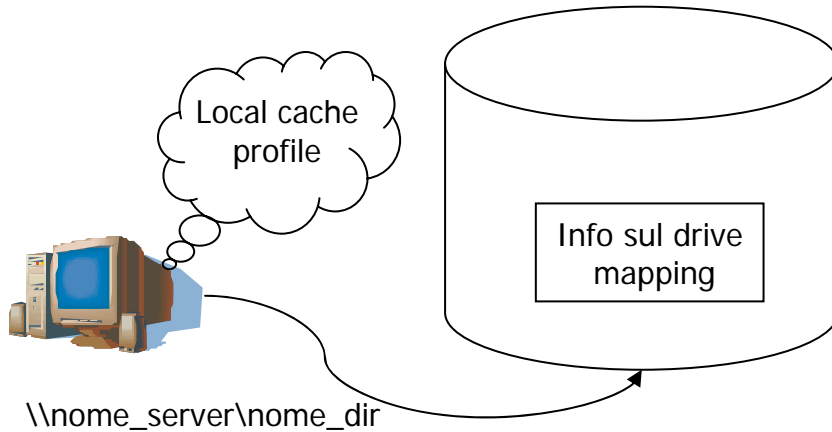 Local cache
profile
Info sul drive
mapping
\\nome_server\nome_dir